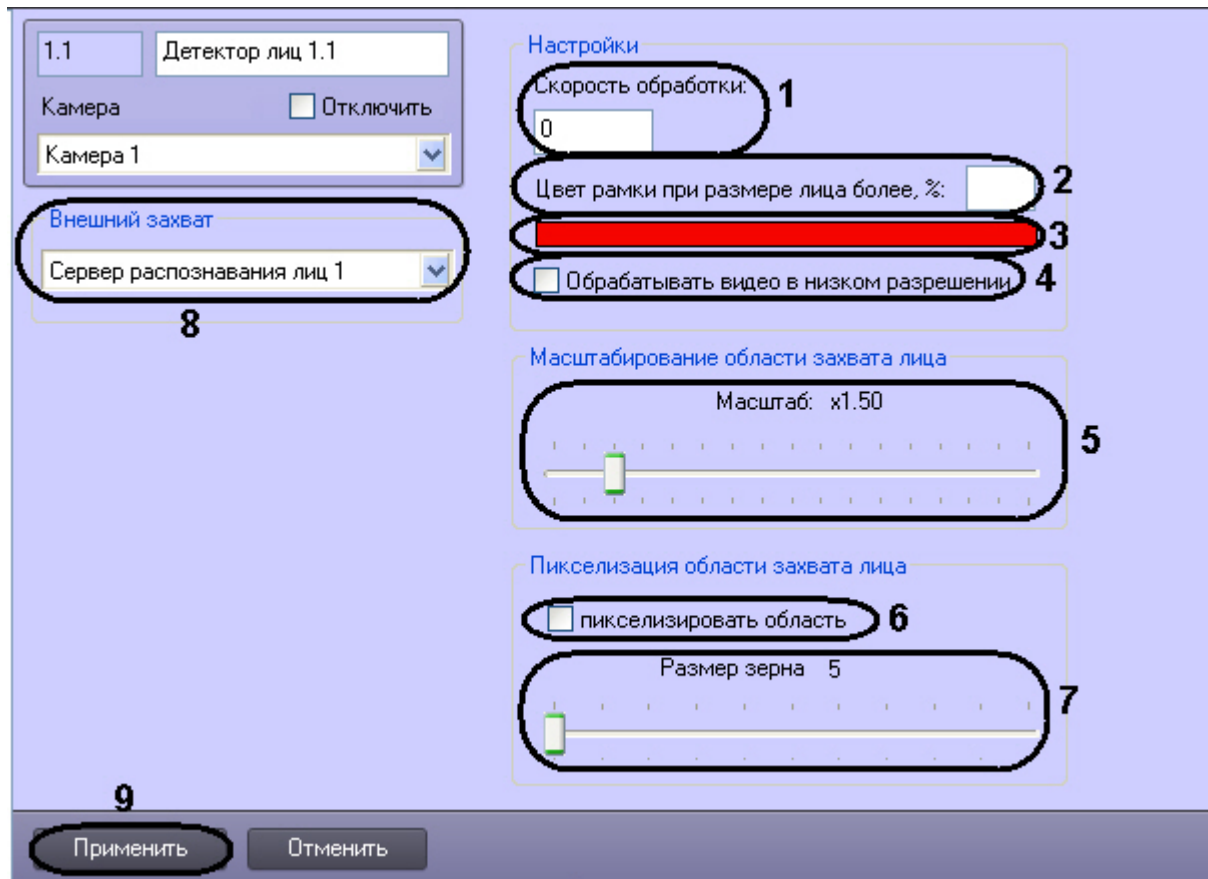 1.1
Детектор лиц 1.1
Камера
Отключить
Камера 1
Внешний захват
Сервер распознавания лиц 1
8
Настройки
Скорость обработки:
1
0
Цвет рамки при размере лица более, %:
2
3
Обрабатывать видео в низком разрешении
4
Масштабирование области захвата лица
Масштаб: x1.50
5
Пикселизация области захвата лица
пикселизировать область
6
Размер зерна 5
7
9
Применить
Отменить